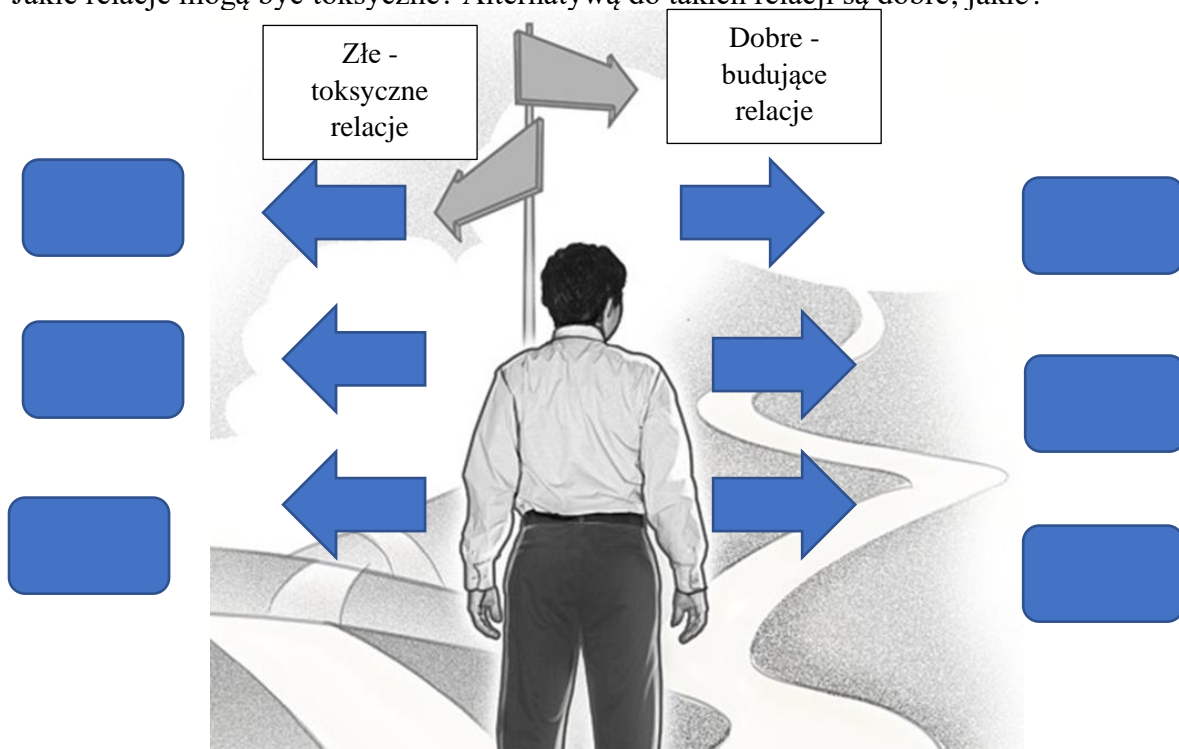 Jakie relacje mogą być toksyczne? Alternatywą do takich relacji są dobre, jakie?
Złe -
toksyczne
relacje
Dobre -
budujące
relacje